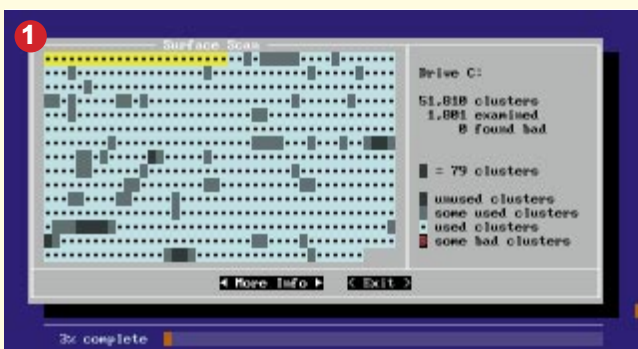 1
Surface Scan
Drive C:
51,810 clusters
1,801 examined
0 found bad
= 79 clusters
unused clusters
some used clusters
used clusters
some bad clusters
◄ More Info ► < Exit >
3% complete